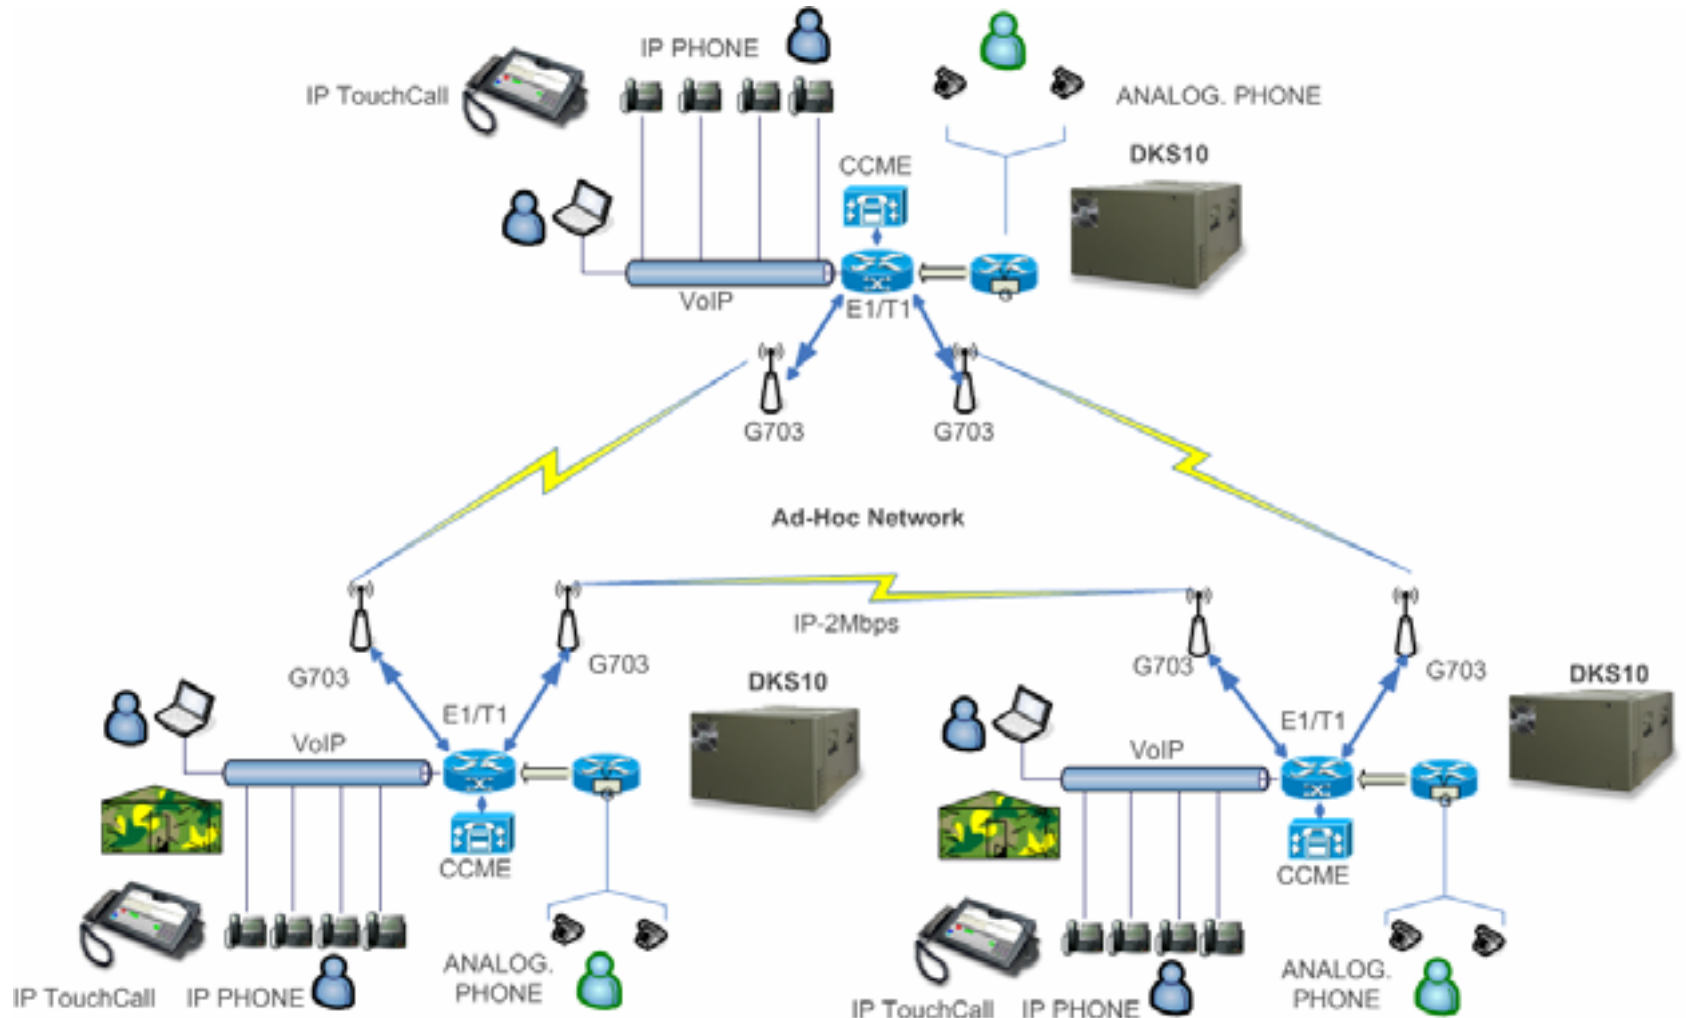 IP PHONE
IP TouchCall
ANALOG. PHONE
DKS10
CCME
VoIP
E1/T1
G703
G703
Ad-Hoc Network
IP-2Mbps
G703
G703
DKS10
E1/T1
VoIP
CCME
ANALOG.
PHONE
IP TouchCall
IP PHONE
G703
G703
DKS10
E1/T1
VoIP
CCME
ANALOG.
PHONE
IP TouchCall
IP PHONE